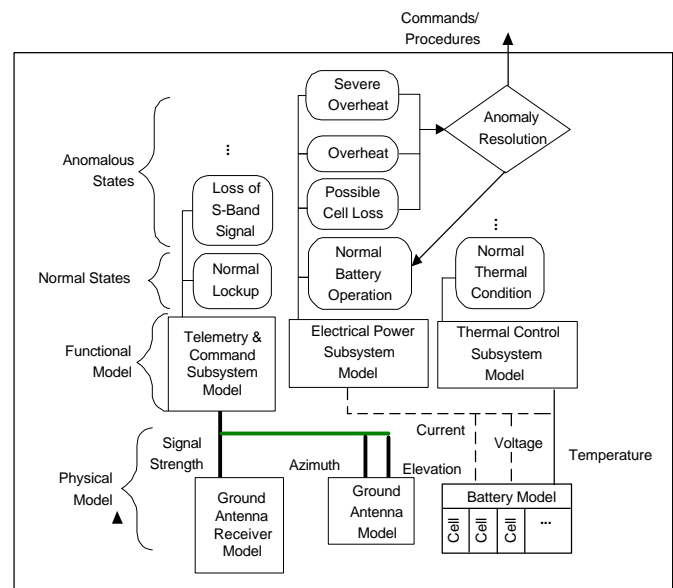 Commands/
Procedures
Severe
Overheat
Anomaly
Resolution
Anomalous
States
⋮
Overheat
Loss of
S-Band
Signal
Possible
Cell Loss
⋮
Normal States
Normal
Lockup
Normal
Battery
Operation
Normal
Thermal
Condition
Functional
Model
Telemetry &
Command
Subsystem
Model
Electrical Power
Subsystem
Model
Thermal Control
Subsystem
Model
Current
Voltage
Temperature
Signal
Strength
Azimuth
Elevation
Physical
Model
Ground
Antenna
Receiver
Model
Ground
Antenna
Model
Battery Model
Cell
Cell
Cell
...